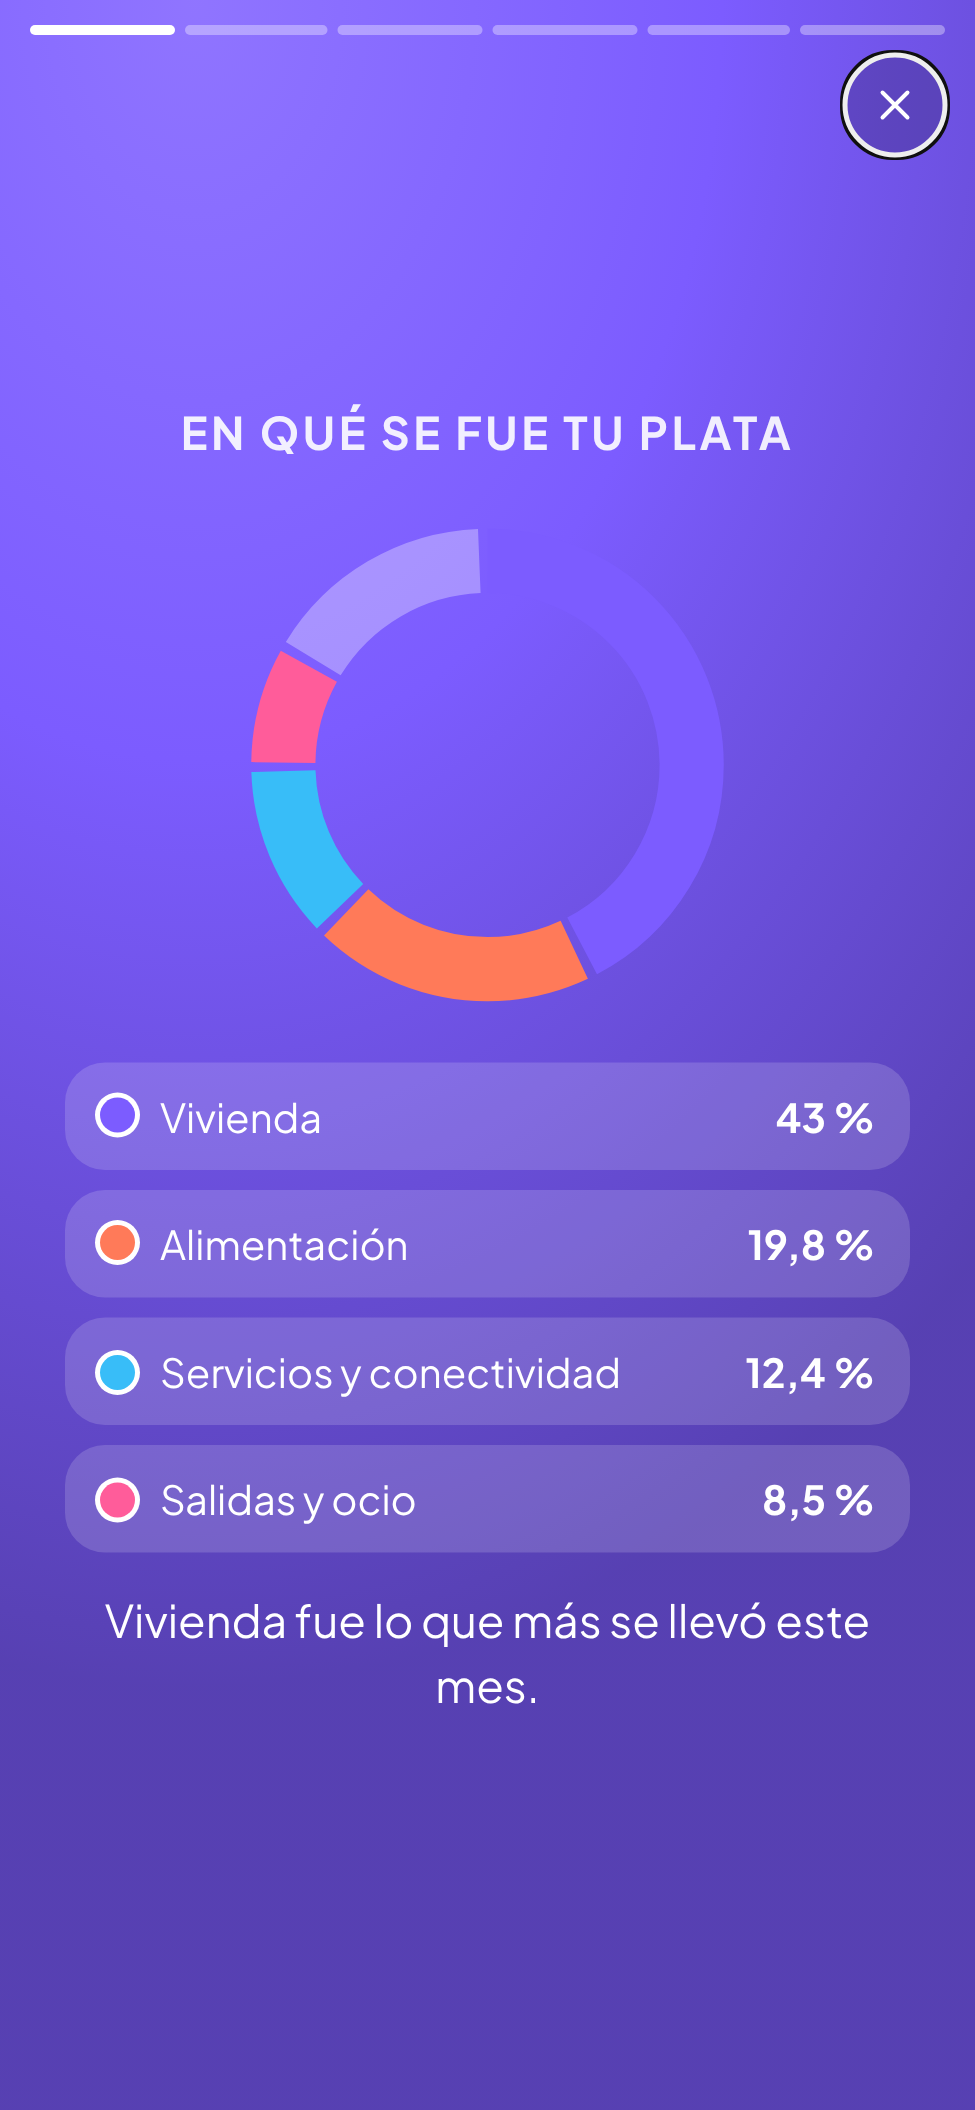 EN QUÉ SE FUE TU PLATA
Vivienda 43 %
Alimentación 19,8 %
Servicios y conectividad 12,4 %
Salidas y ocio 8,5 %
Vivienda fue lo que más se llevó este
mes.